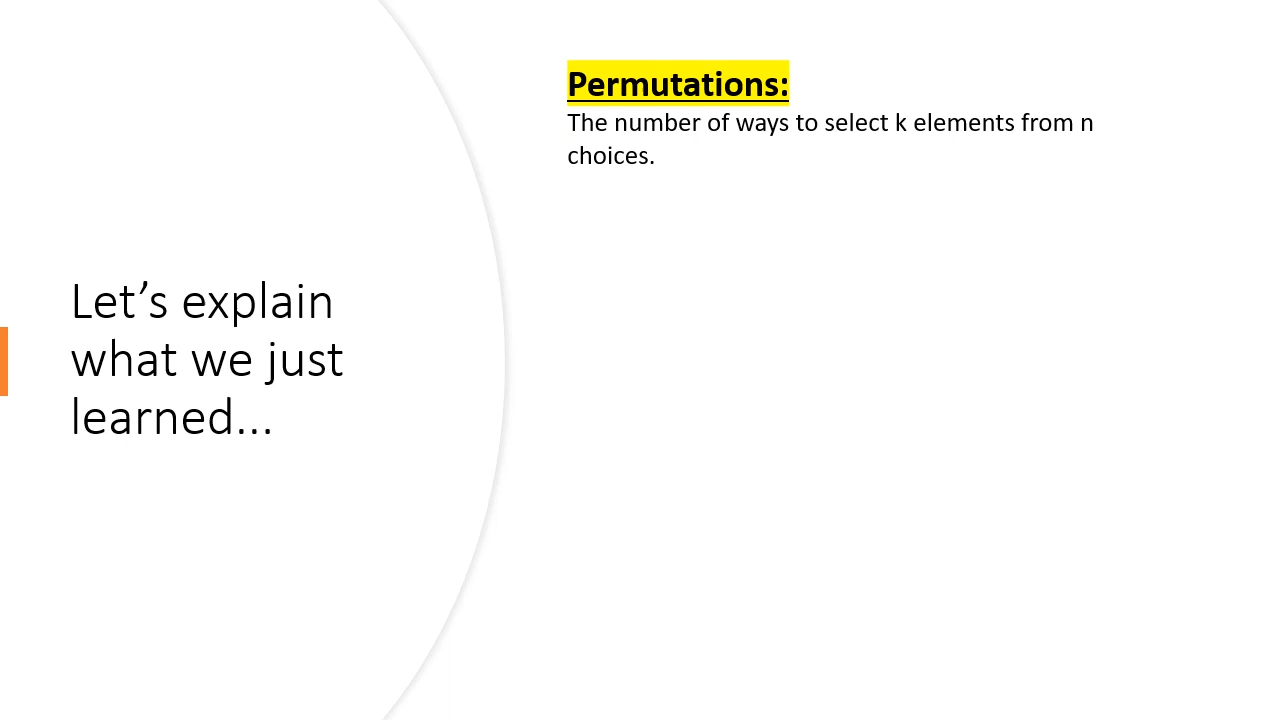 Let’s explain
what we just
learned...
Permutations:
The number of ways to select k elements from n
choices.